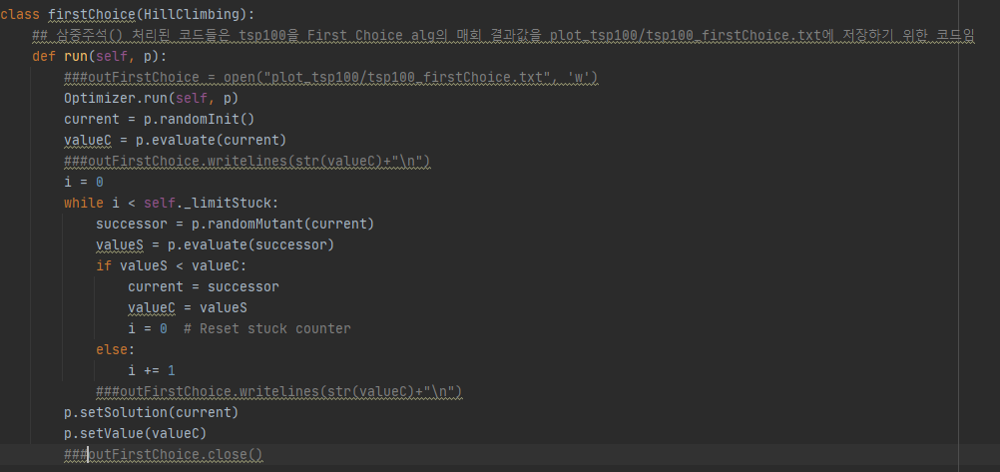 class firstChoice(HillClimbing):
    ## 삼중주석() 처리된 코드들은 tsp100을 First Choice alg의 매회 결과값을 plot_tsp100/tsp100_firstChoice.txt에 저장하기 위한 코드임
    def run(self, p):
        ###outFirstChoice = open("plot_tsp100/tsp100_firstChoice.txt", 'w')
        Optimizer.run(self, p)
        current = p.randomInit()
        valueC = p.evaluate(current)
        ###outFirstChoice.writelines(str(valueC)+"\n")
        i = 0
        while i < self._limitStuck:
            successor = p.randomMutant(current)
            valueS = p.evaluate(successor)
            if valueS < valueC:
                current = successor
                valueC = valueS
                i = 0  # Reset stuck counter
            else:
                i += 1
            ###outFirstChoice.writelines(str(valueC)+"\n")
        p.setSolution(current)
        p.setValue(valueC)
        ###outFirstChoice.close()